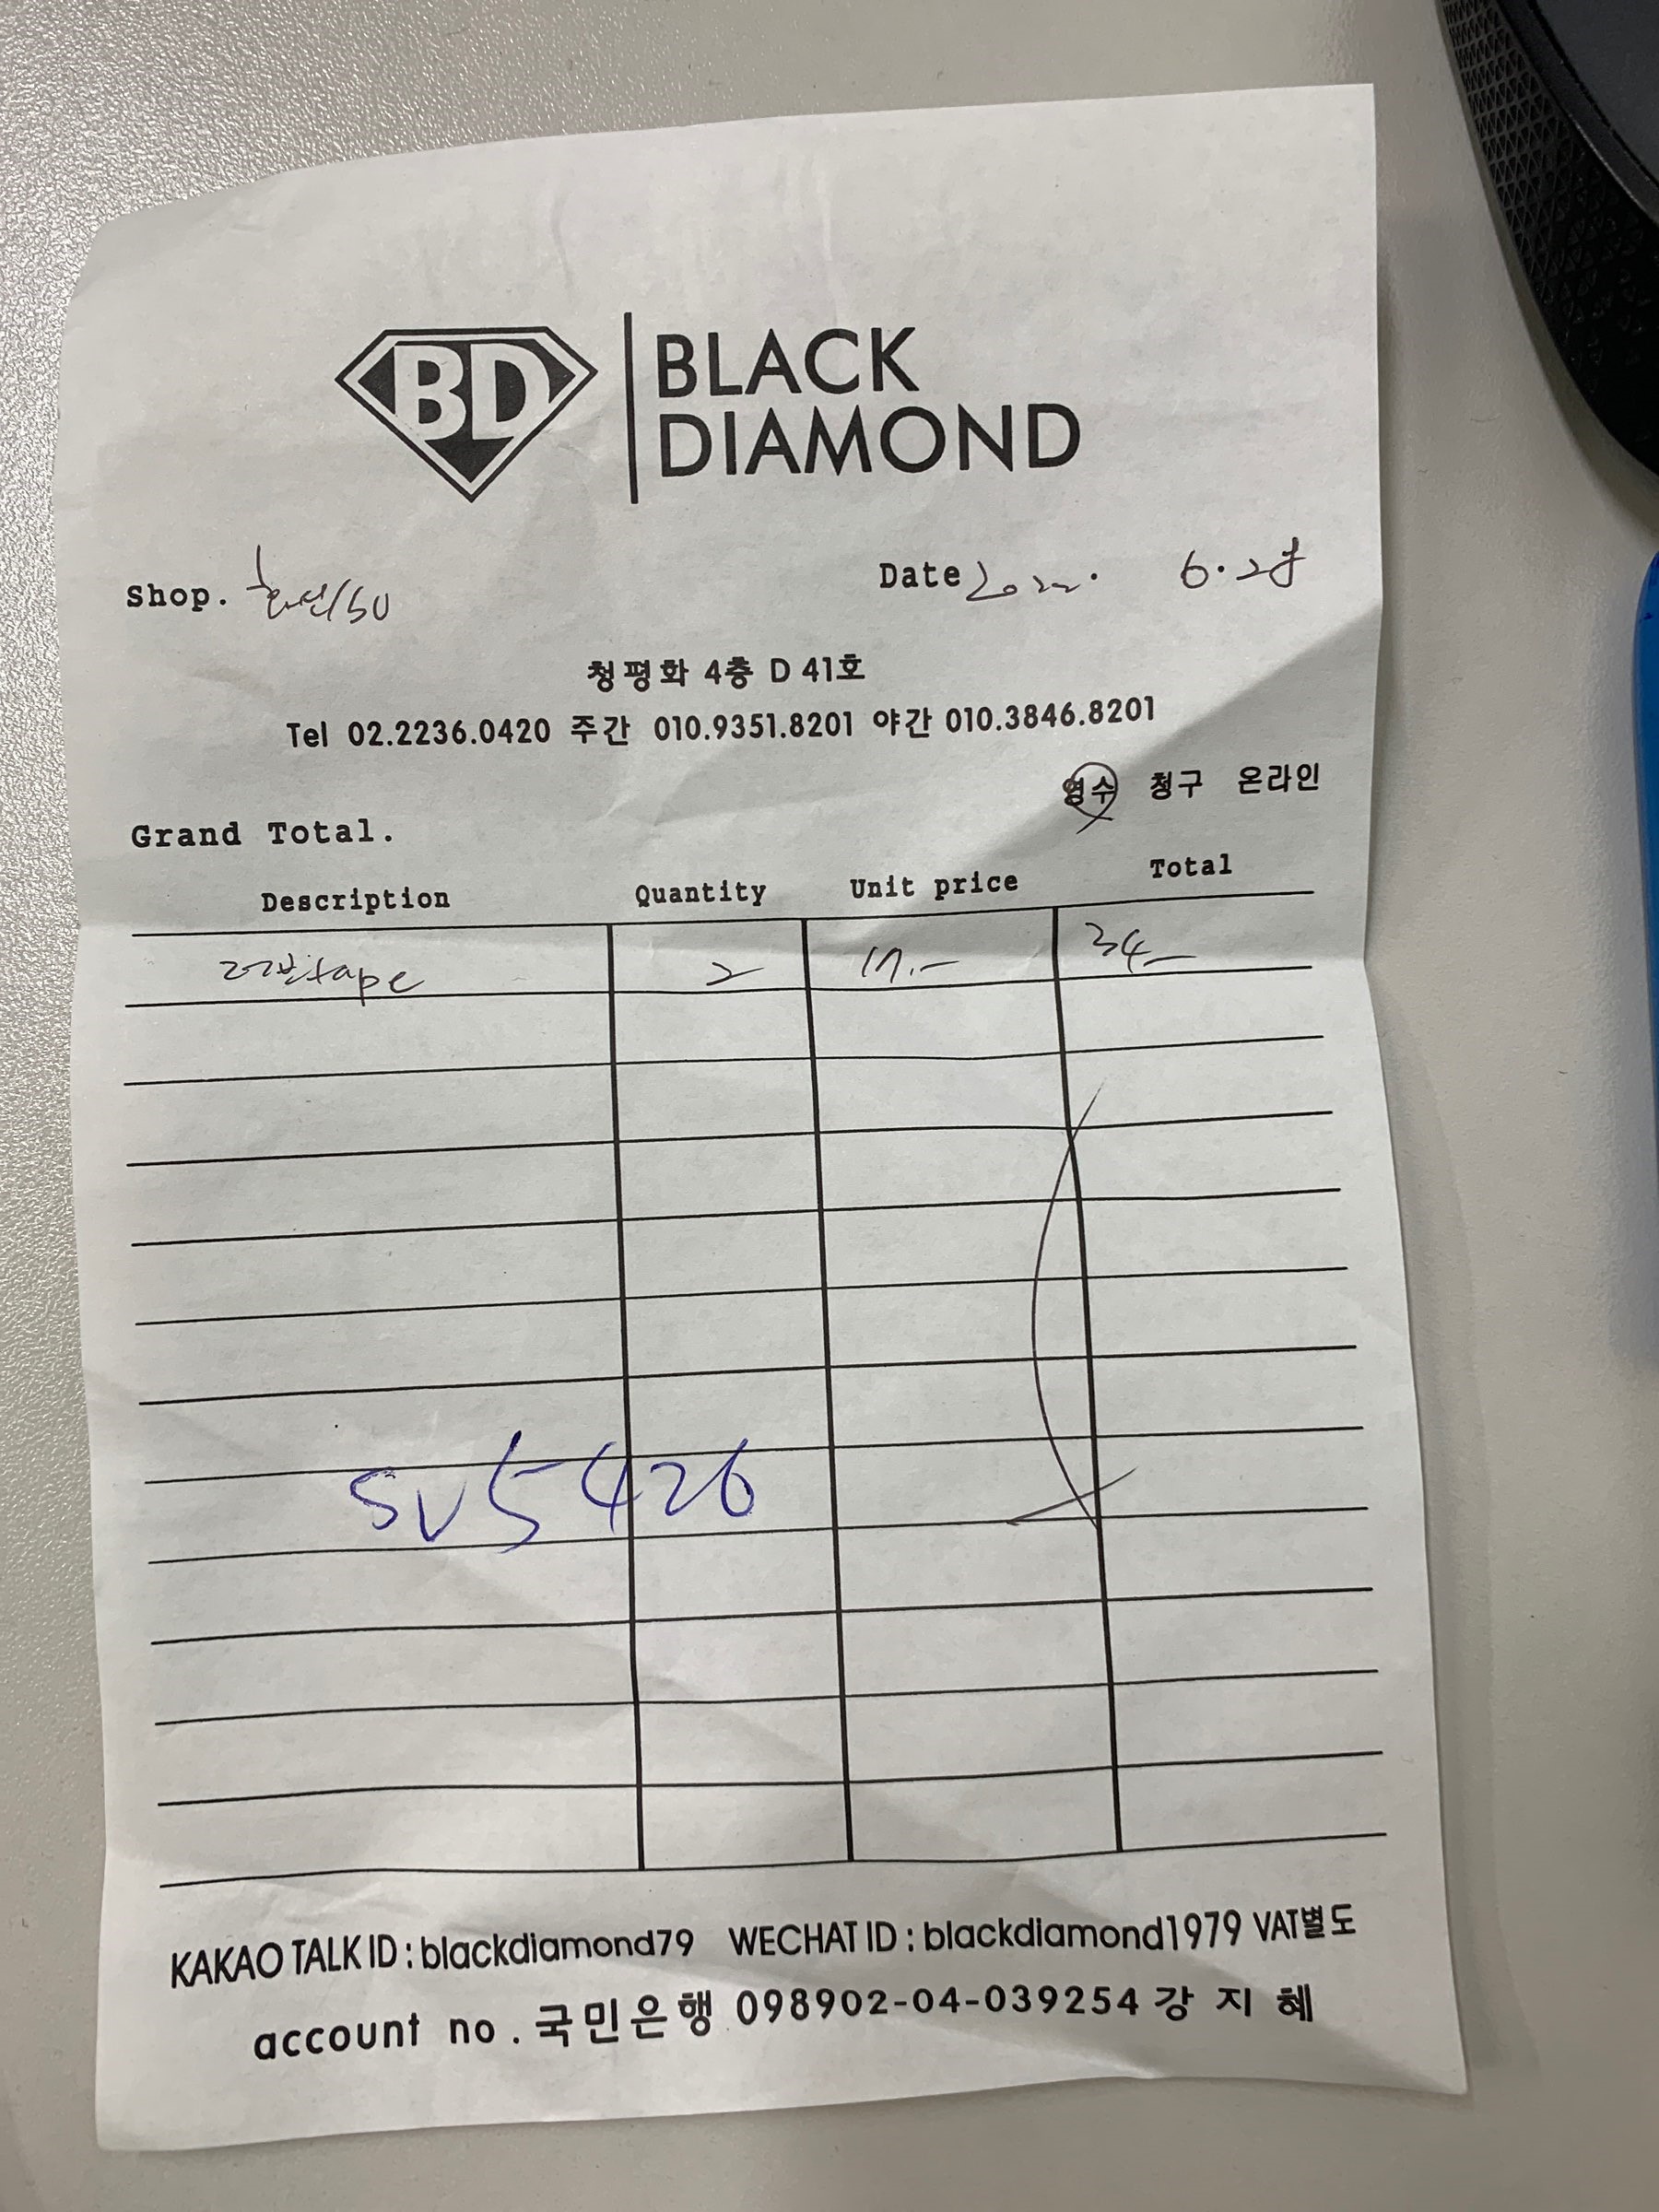 BD
BLACK
DIAMOND
Shop. /SU Date 2022. 6.28
청평화 4층 D 41호
Tel 02.2236.0420 주간 010.9351.8201 야간 010.3846.8201
영수 청구 온라인
Grand Total.
Description Quantity Unit price Total
tape 2 17.- 34-
SV5426
KAKAO TALK ID : blackdiamond79 WECHAT ID : blackdiamond1979 VAT별도
account no . 국민은행 098902-04-039254 강 지 혜